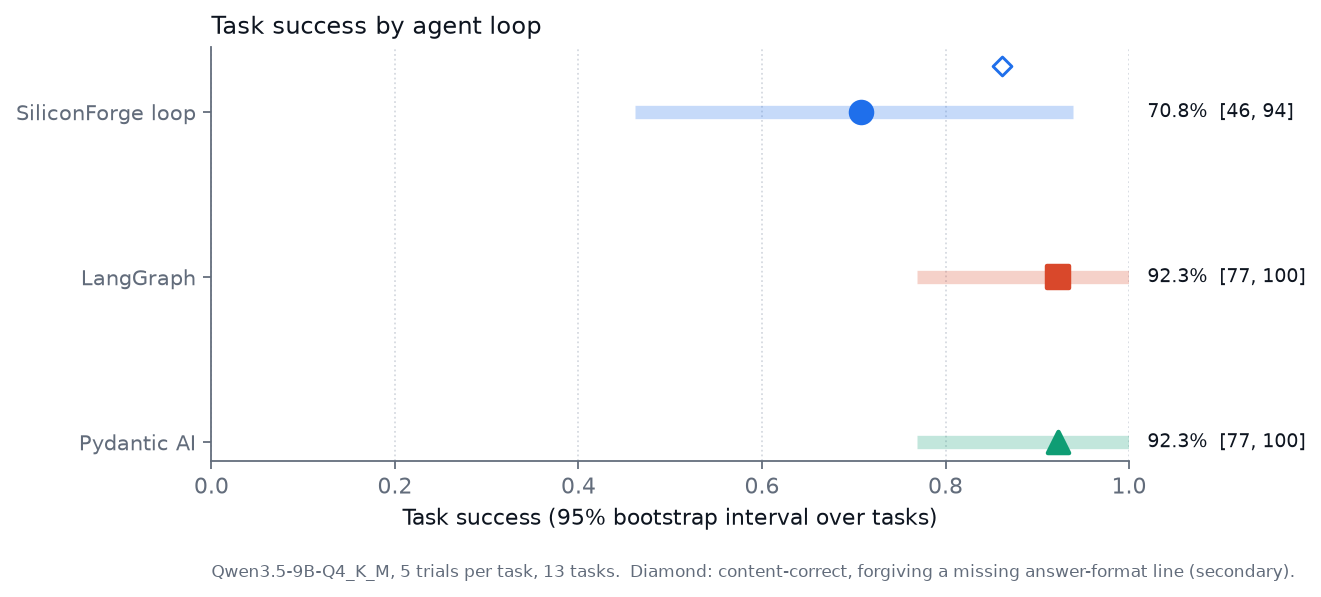 Task success by agent loop
SiliconForge loop
70.8% [46, 94]
LangGraph
92.3% [77, 100]
Pydantic AI
92.3% [77, 100]
0.0 0.2 0.4 0.6 0.8 1.0
Task success (95% bootstrap interval over tasks)
Qwen3.5-9B-Q4_K_M, 5 trials per task, 13 tasks. Diamond: content-correct, forgiving a missing answer-format line (secondary).